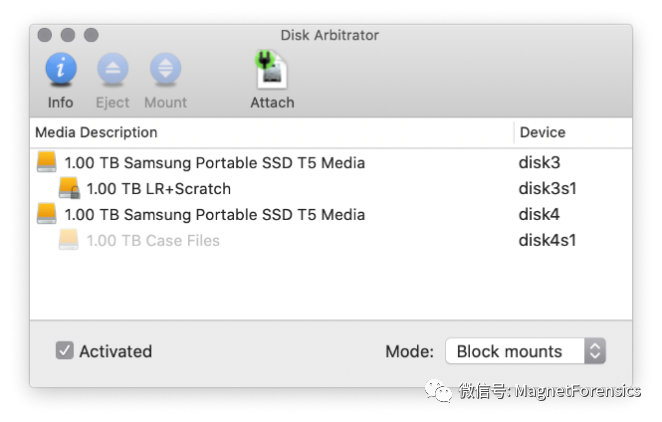 Disk Arbitrator
Info Eject Mount Attach
Media Description Device
1.00 TB Samsung Portable SSD T5 Media disk3
1.00 TB LR+Scratch disk3s1
1.00 TB Samsung Portable SSD T5 Media disk4
1.00 TB Case Files disk4s1
Activated Mode: Block mounts
微信号: MagnetForensics